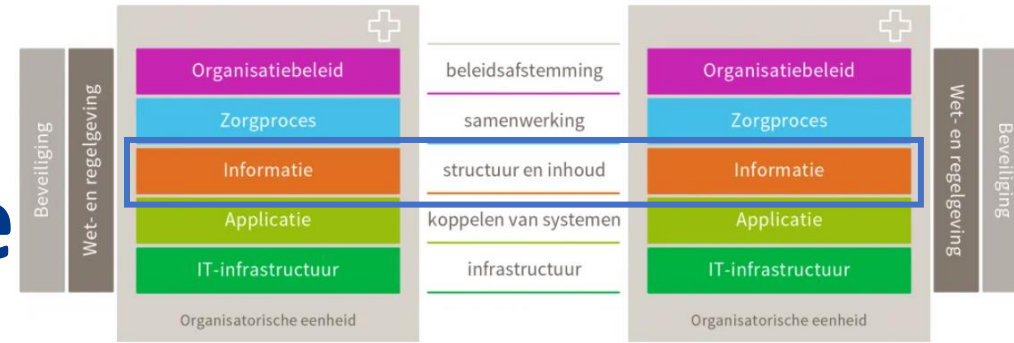 Beveiliging
Wet- en regelgeving
Organisatiebeleid
beleidsafstemming
Organisatiebeleid
Zorgproces
samenwerking
Zorgproces
Informatie
structuur en inhoud
Informatie
Applicatie
koppelen van systemen
Applicatie
IT-infrastructuur
infrastructuur
IT-infrastructuur
Organisatorische eenheid
Organisatorische eenheid
Wet- en regelgeving
Beveiliging
e